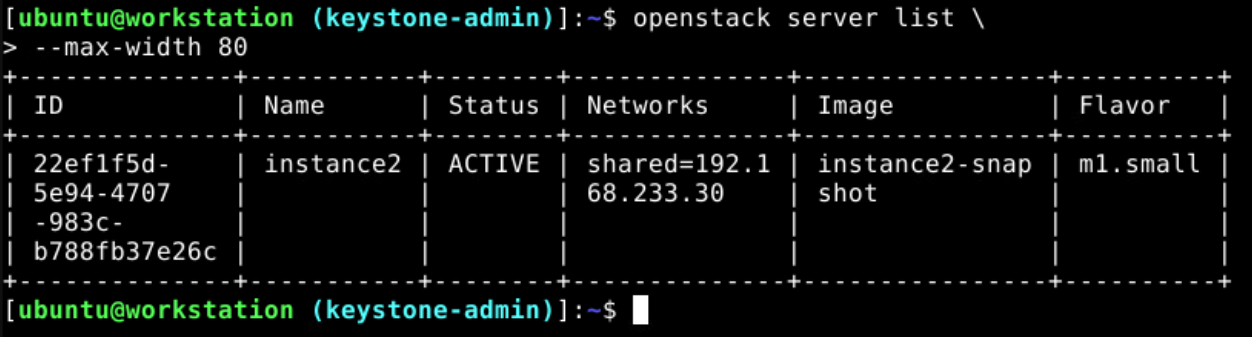 [ubuntu@workstation (keystone-admin)]:~$ openstack server list \
> --max-width 80
+--------------+-----------+--------+--------------+---------------+----------+
| ID           | Name      | Status | Networks     | Image         | Flavor   |
+--------------+-----------+--------+--------------+---------------+----------+
| 22ef1f5d-    | instance2 | ACTIVE | shared=192.1 | instance2-snap | m1.small |
| 5e94-4707    |           |        | 68.233.30    | shot          |          |
| -983c-       |           |        |              |               |          |
| b788fb37e26c |           |        |              |               |          |
+--------------+-----------+--------+--------------+---------------+----------+
[ubuntu@workstation (keystone-admin)]:~$